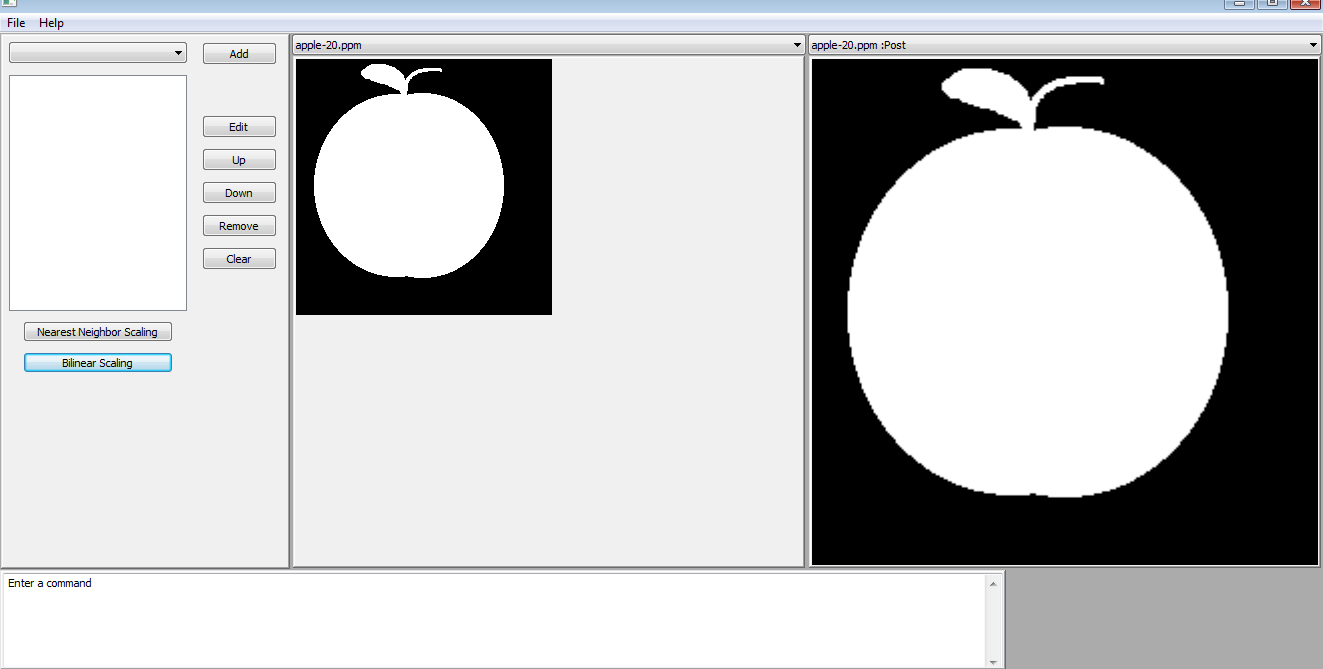 File Help
Add
Edit
Up
Down
Remove
Clear
Nearest Neighbor Scaling
Bilinear Scaling
apple-20.ppm
apple-20.ppm :Post
Enter a command